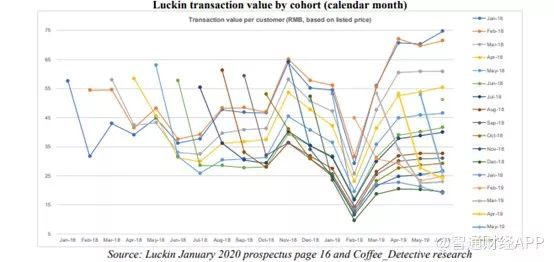 Luckin transaction value by cohort (calendar month)
Transaction value per customer (RMB, based on listed price)
75
65
55
45
35
25
15
5
Jan-18 Feb-18 Mar-18 Apr-18 May-18 Jun-18 Jul-18 Aug-18 Sep-18 Oct-18 Nov-18 Dec-18 Jan-19 Feb-19 Mar-19 Apr-19 May-19
Jan-18
Feb-18
Mar-18
Apr-18
May-18
Jun-18
Jul-18
Aug-18
Sep-18
Oct-18
Nov-18
Dec-18
Jan-19
Feb-19
Mar-19
Apr-19
May-19
Source: Luckin January 2020 prospectus page 16 and Coffee_Detective research
@智通财经APP